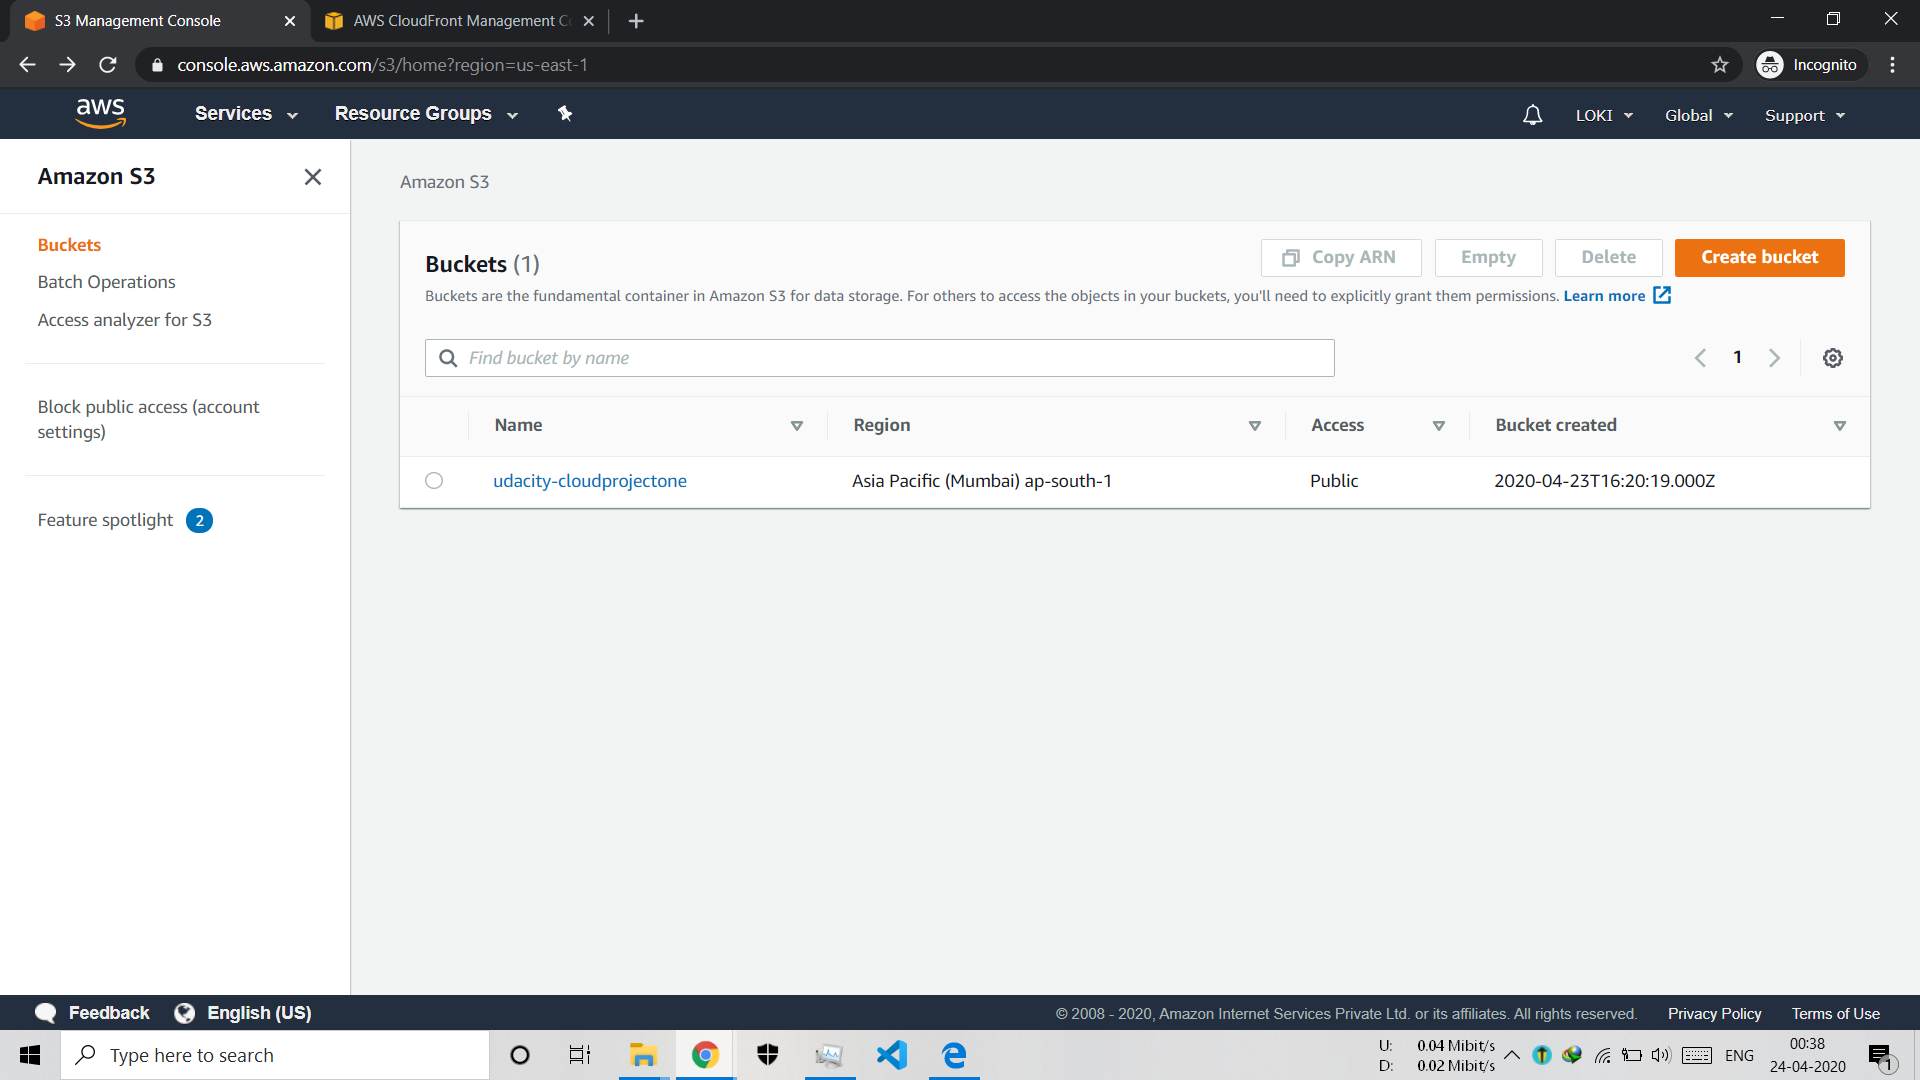 S3 Management Console
AWS CloudFront Management C
console.aws.amazon.com/s3/home?region=us-east-1
Incognito
aws
Services
Resource Groups
LOKI
Global
Support
Amazon S3
Buckets
Batch Operations
Access analyzer for S3
Block public access (account
settings)
Feature spotlight 2
Amazon S3
Buckets (1)
Copy ARN
Empty
Delete
Create bucket
Buckets are the fundamental container in Amazon S3 for data storage. For others to access the objects in your buckets, you'll need to explicitly grant them permissions. Learn more
Find bucket by name
1
Name Region Access Bucket created
udacity-cloudprojectone Asia Pacific (Mumbai) ap-south-1 Public 2020-04-23T16:20:19.000Z
Feedback English (US)
© 2008 - 2020, Amazon Internet Services Private Ltd. or its affiliates. All rights reserved. Privacy Policy Terms of Use
Type here to search
U: 0.04 Mibit/s
D: 0.02 Mibit/s
ENG
00:38
24-04-2020
1